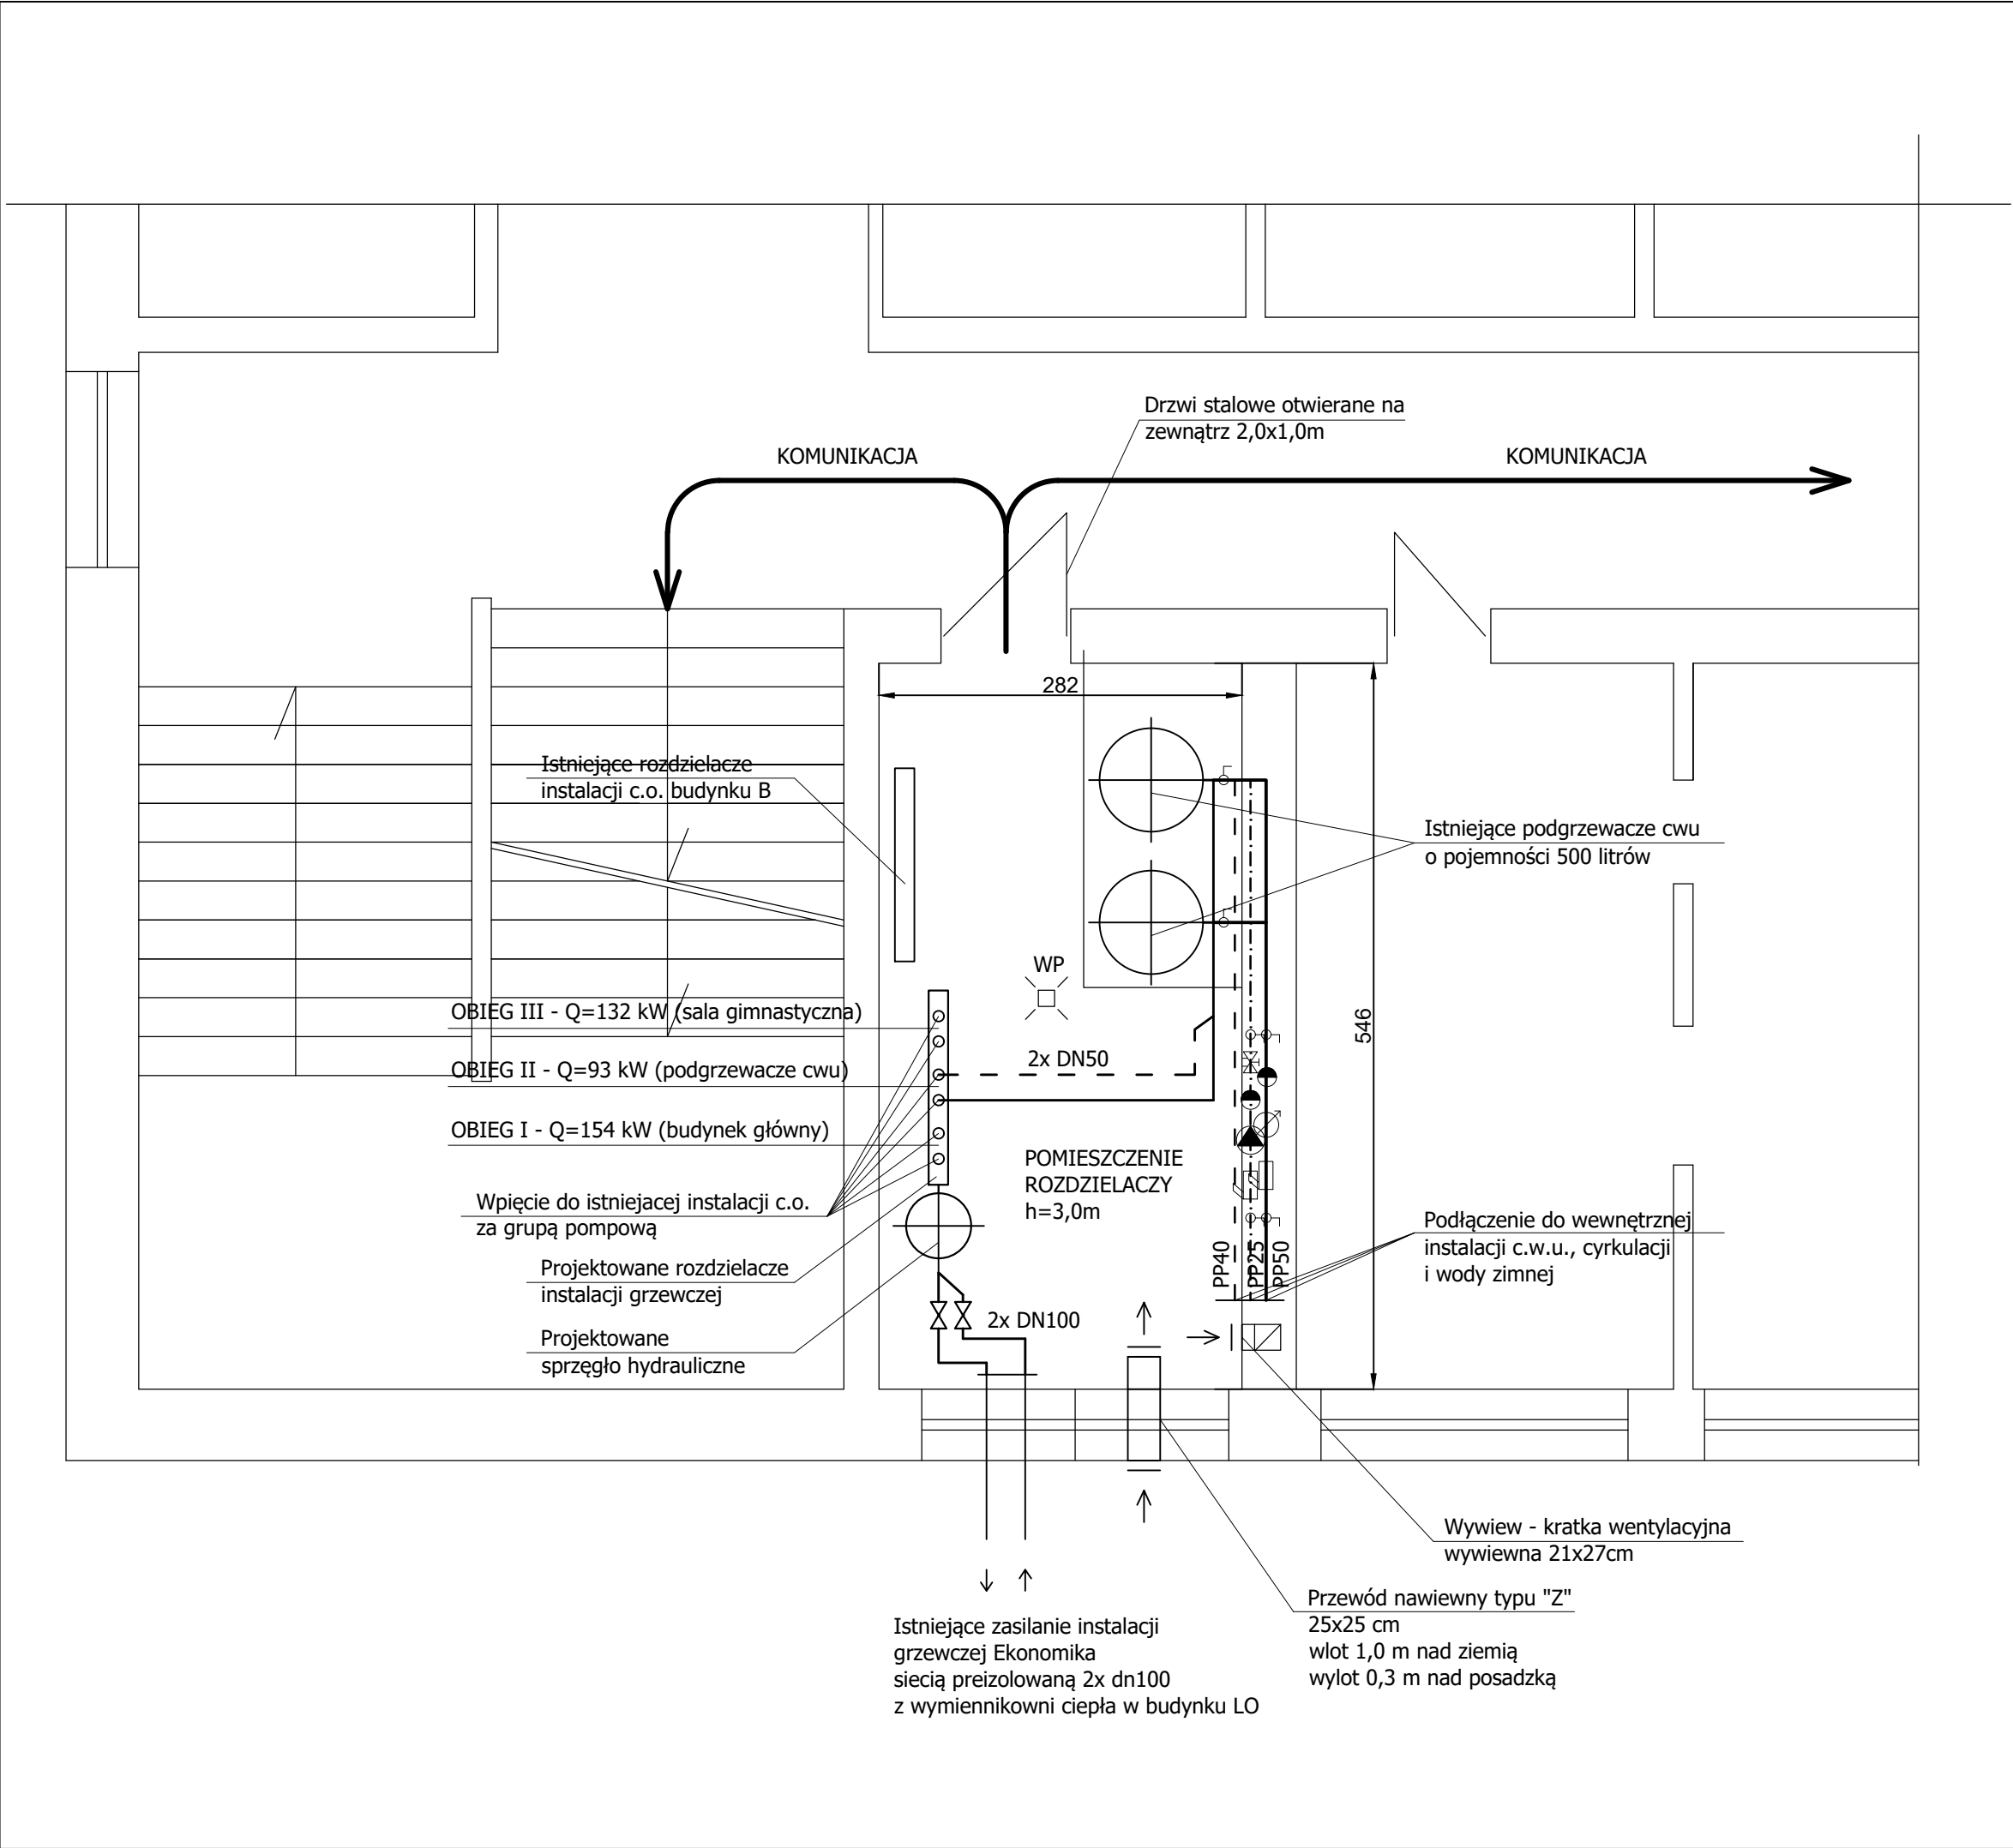 Drzwi stalowe otwierane na
zewnątrz 2,0x1,0m
KOMUNIKACJA
KOMUNIKACJA
282
Istniejące rozdzielacze
instalacji c.o. budynku B
Istniejące podgrzewacze cwu
o pojemności 500 litrów
WP
546
OBIEG III - Q=132 kW (sala gimnastyczna)
2x DN50
OBIEG II - Q=93 kW (podgrzewacze cwu)
OBIEG I - Q=154 kW (budynek główny)
POMIESZCZENIE
ROZDZIELACZY
h=3,0m
Wpięcie do istniejacej instalacji c.o.
za grupą pompową
Podłączenie do wewnętrznej
instalacji c.w.u., cyrkulacji
i wody zimnej
PP40
PP25
PP50
Projektowane rozdzielacze
instalacji grzewczej
2x DN100
Projektowane
sprzęgło hydrauliczne
Wywiew - kratka wentylacyjna
wywiewna 21x27cm
Przewód nawiewny typu "Z"
25x25 cm
wlot 1,0 m nad ziemią
wylot 0,3 m nad posadzką
Istniejące zasilanie instalacji
grzewczej Ekonomika
siecią preizolowaną 2x dn100
z wymiennikowni ciepła w budynku LO